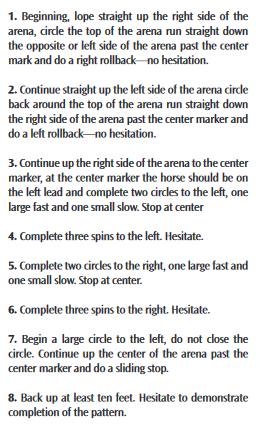 1. Beginning, lope straight up the right side of the
arena, circle the top of the arena run straight down
the opposite or left side of the arena past the center
mark and do a right rollback—no hesitation.
2. Continue straight up the left side of the arena circle
back around the top of the arena run straight down
the right side of the arena past the center marker and
do a left rollback—no hesitation.
3. Continue up the right side of the arena to the center
marker, at the center marker the horse should be on
the left lead and complete two circles to the left, one
large fast and one small slow. Stop at center
4. Complete three spins to the left. Hesitate.
5. Complete two circles to the right, one large fast and
one small slow. Stop at center.
6. Complete three spins to the right. Hesitate.
7. Begin a large circle to the left, do not close the
circle. Continue up the center of the arena past the
center marker and do a sliding stop.
8. Back up at least ten feet. Hesitate to demonstrate
completion of the pattern.